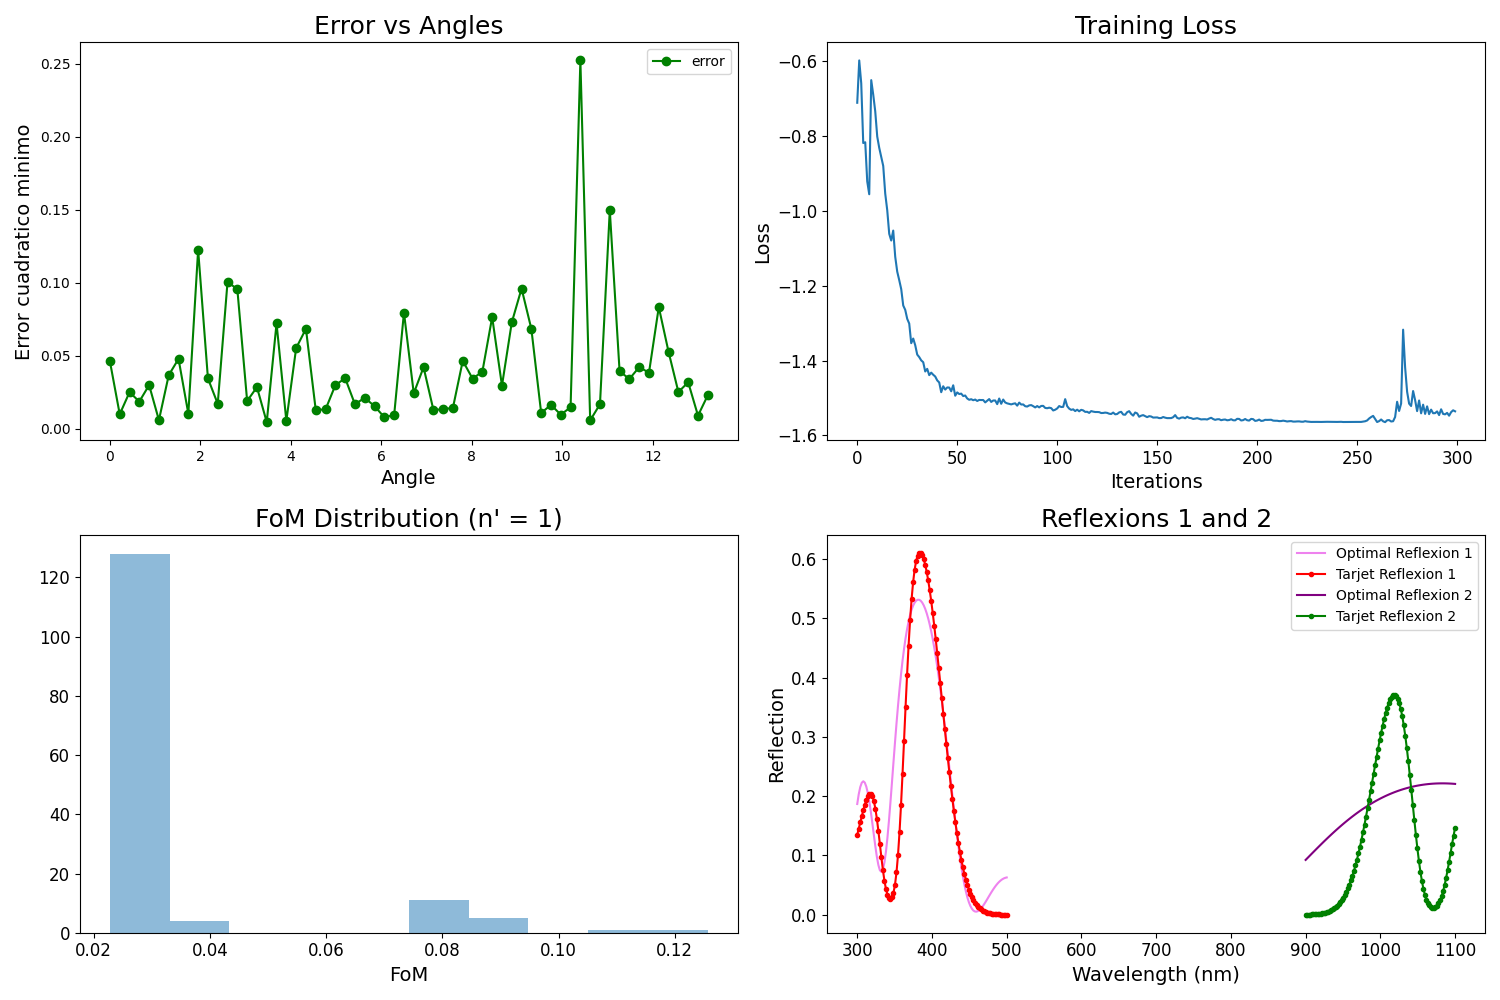 Error vs Angles
Error cuadratico minimo
0.25
0.20
0.15
0.10
0.05
0.00
error
0 2 4 6 8 10 12
Angle
Training Loss
Loss
−0.6
−0.8
−1.0
−1.2
−1.4
−1.6
0 50 100 150 200 250 300
Iterations
FoM Distribution (n' = 1)
120
100
80
60
40
20
0
0.02 0.04 0.06 0.08 0.10 0.12
FoM
Reflexions 1 and 2
Reflection
0.6
0.5
0.4
0.3
0.2
0.1
0.0
Optimal Reflexion 1
Tarjet Reflexion 1
Optimal Reflexion 2
Tarjet Reflexion 2
300 400 500 600 700 800 900 1000 1100
Wavelength (nm)